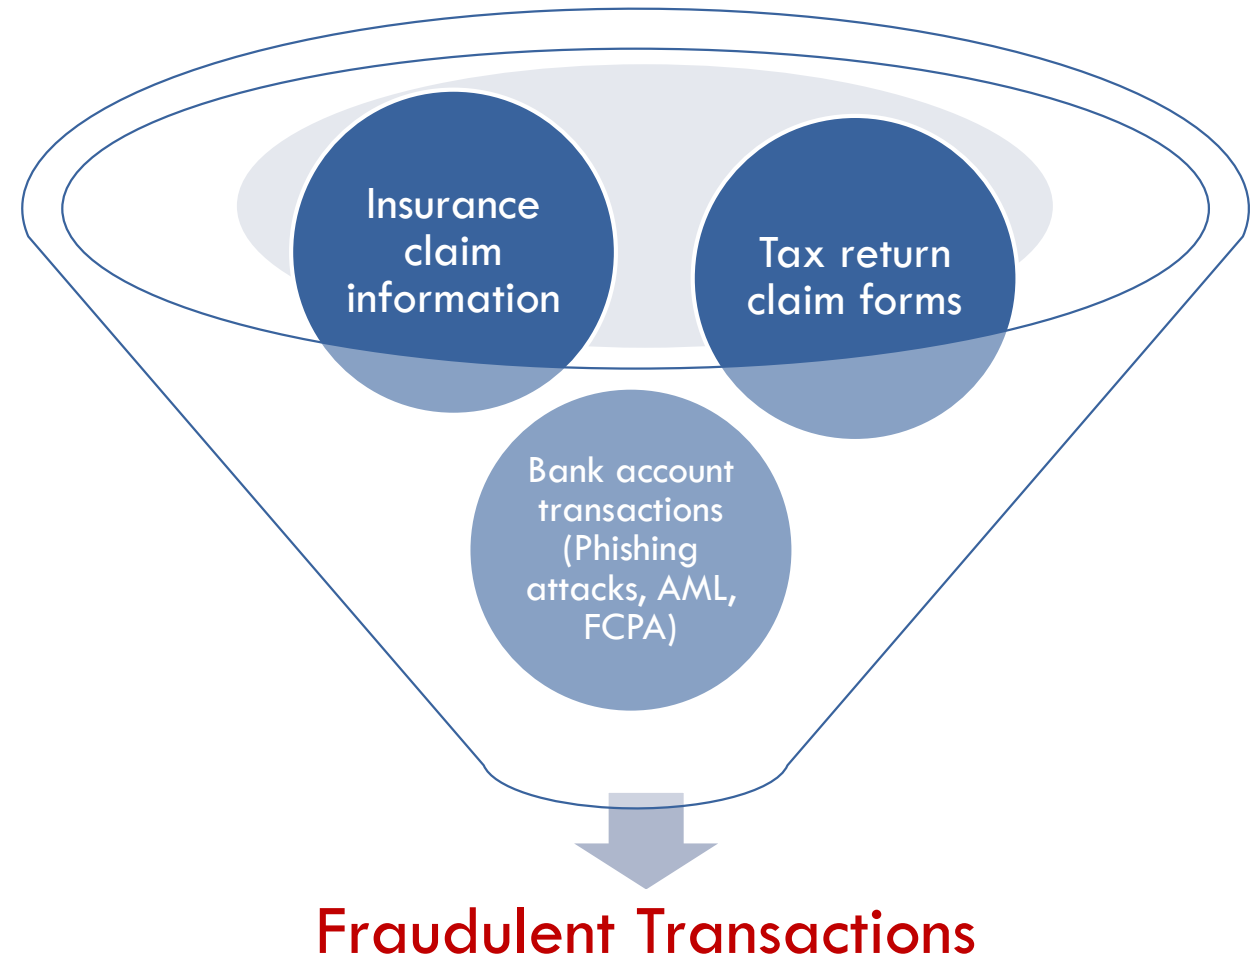 Insurance
claim
information
Tax return
claim forms
Bank account
transactions
(Phishing
attacks, AML,
FCPA)
Fraudulent Transactions